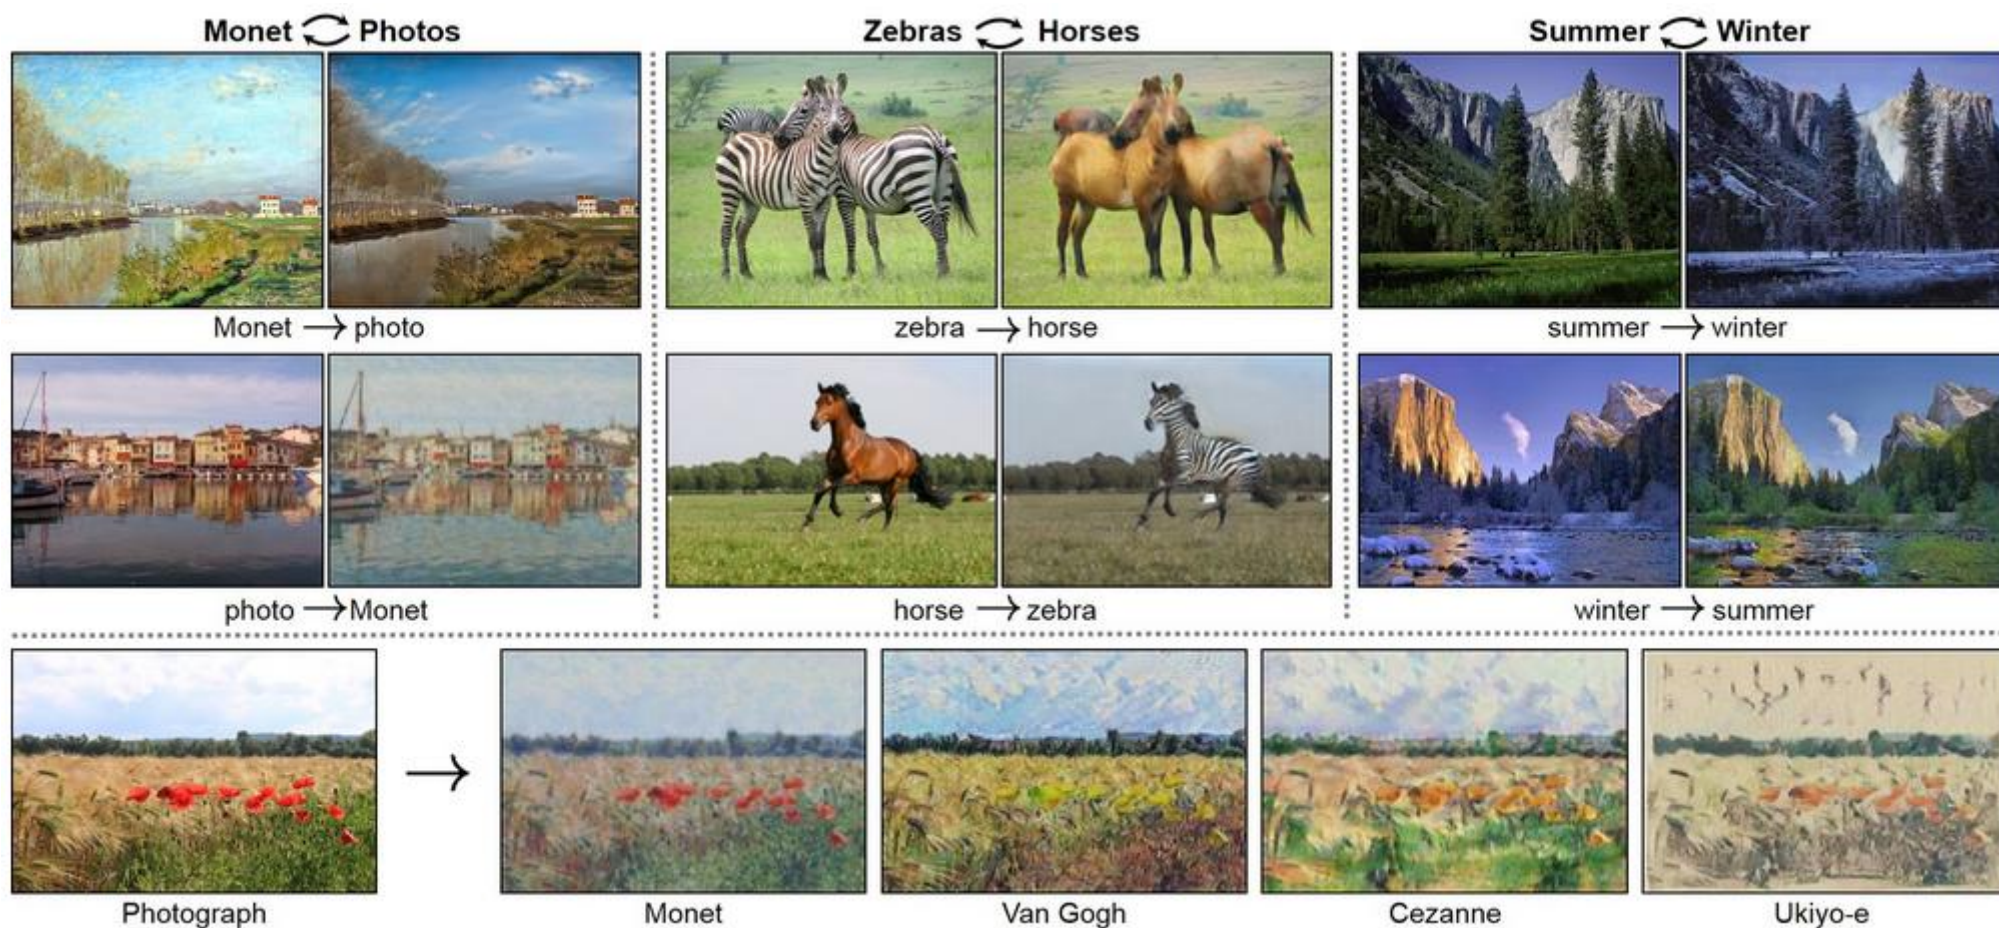 Monet Photos
Zebras Horses
Summer Winter
Monet → photo
zebra → horse
summer → winter
photo → Monet
horse → zebra
winter → summer
Photograph
Monet
Van Gogh
Cezanne
Ukiyo-e